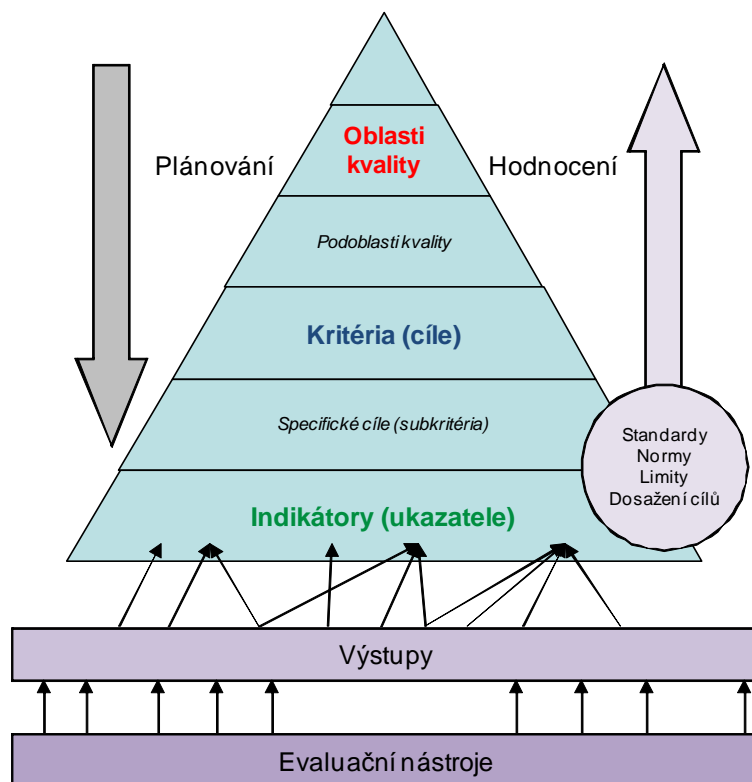 Oblasti
kvality
Plánování
Hodnocení
Podoblasti kvality
Kritéria (cíle)
Specifické cíle (subkritéria)
Standardy
Normy
Limity
Dosažení cílů
Indikátory (ukazatele)
Výstupy
Evaluační nástroje